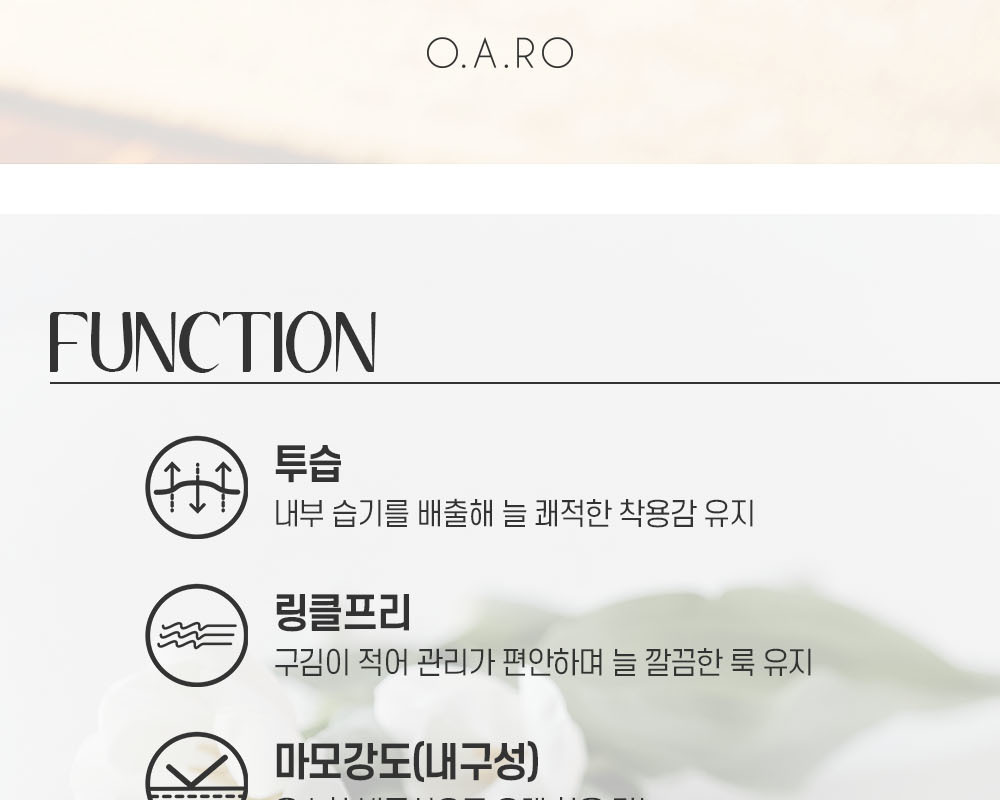 O.A.RO
FUNCTION
투습
내부 습기를 배출해 늘 쾌적한 착용감 유지
링클프리
구김이 적어 관리가 편안하며 늘 깔끔한 룩 유지
마모강도(내구성)